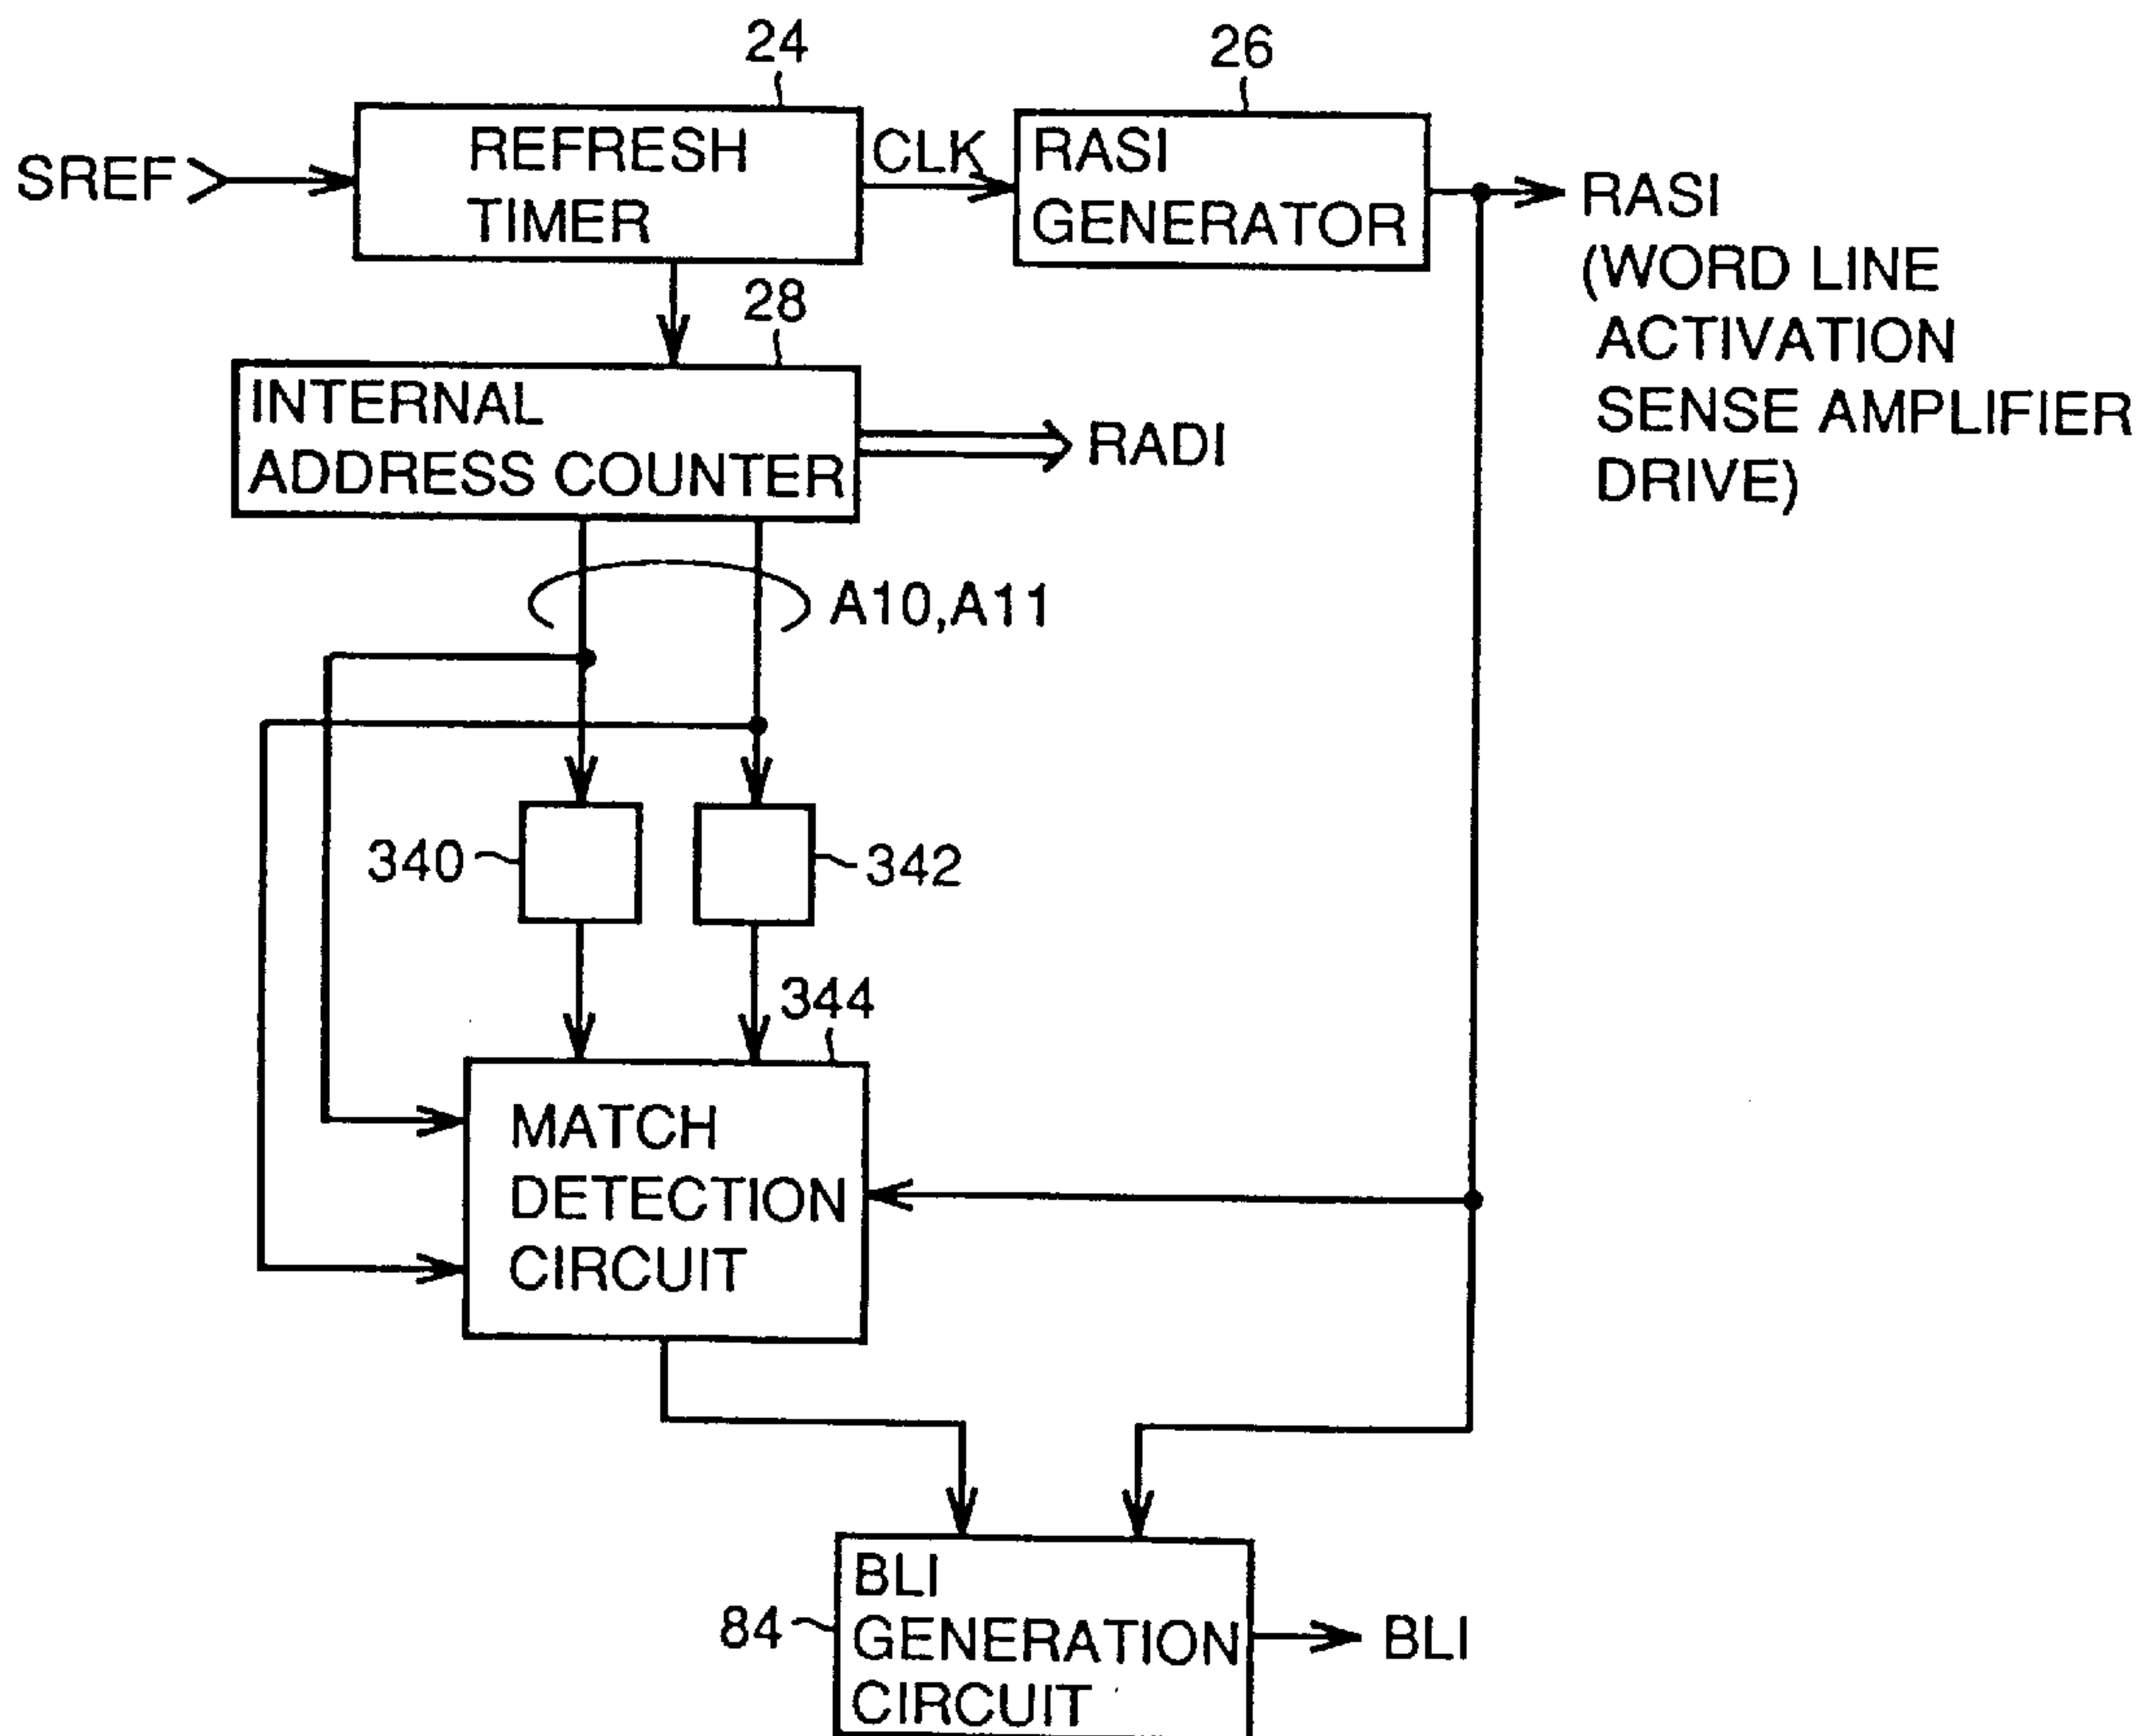 24
26
SREF
REFRESH
TIMER
CLK
RASI
GENERATOR
RASI
(WORD LINE
ACTIVATION
SENSE AMPLIFIER
DRIVE)
28
INTERNAL
ADDRESS COUNTER
RADI
A10,A11
340
342
344
MATCH
DETECTION
CIRCUIT
84
BLI
GENERATION
CIRCUIT
BLI